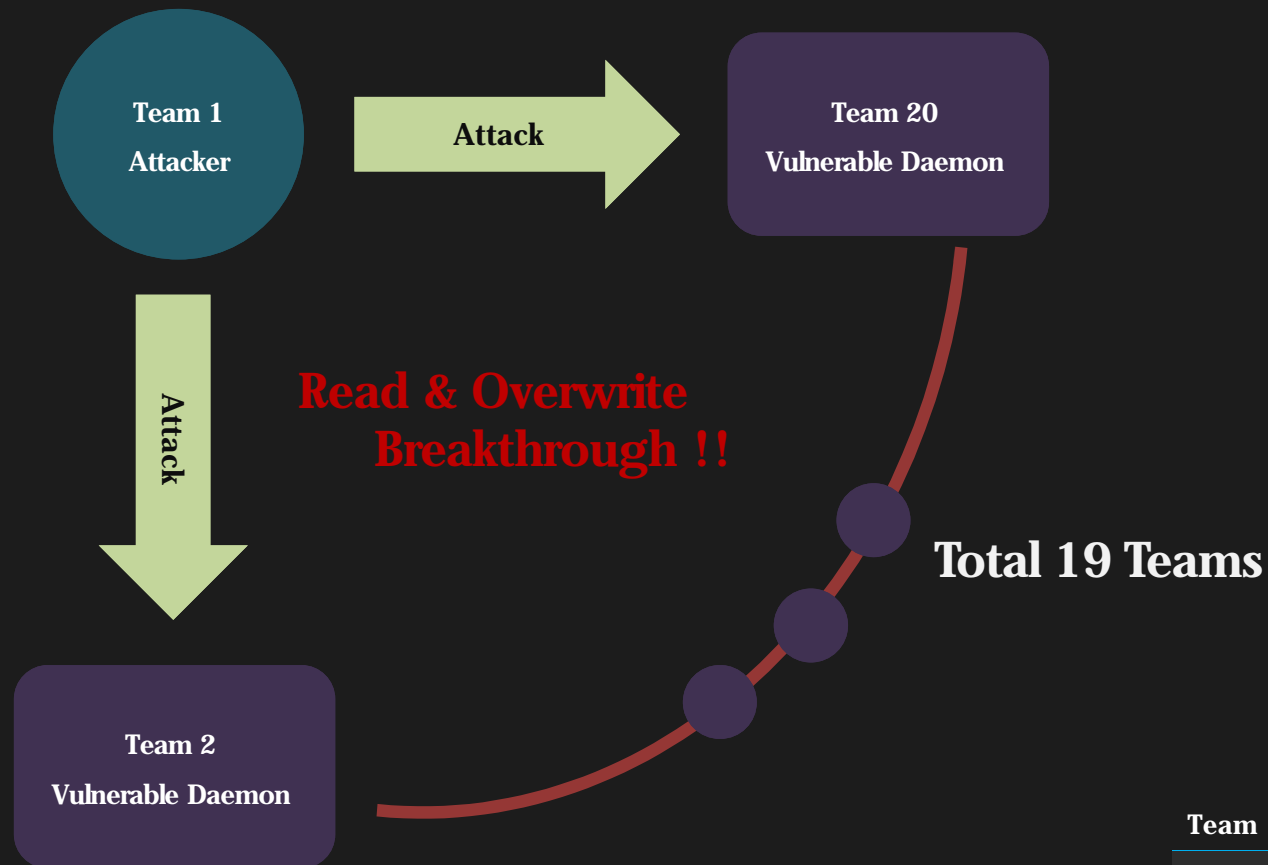 Team 1
Attacker
Attack
Team 20
Vulnerable Daemon
Attack
Read & Overwrite
Breakthrough !!
Total 19 Teams
Team 2
Vulnerable Daemon
Team